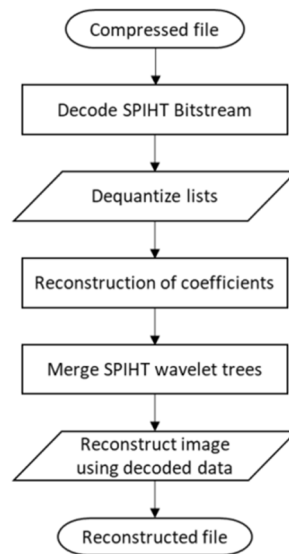 Compressed file
Decode SPIHT Bitstream
Dequantize lists
Reconstruction of coefficients
Merge SPIHT wavelet trees
Reconstruct image
using decoded data
Reconstructed file